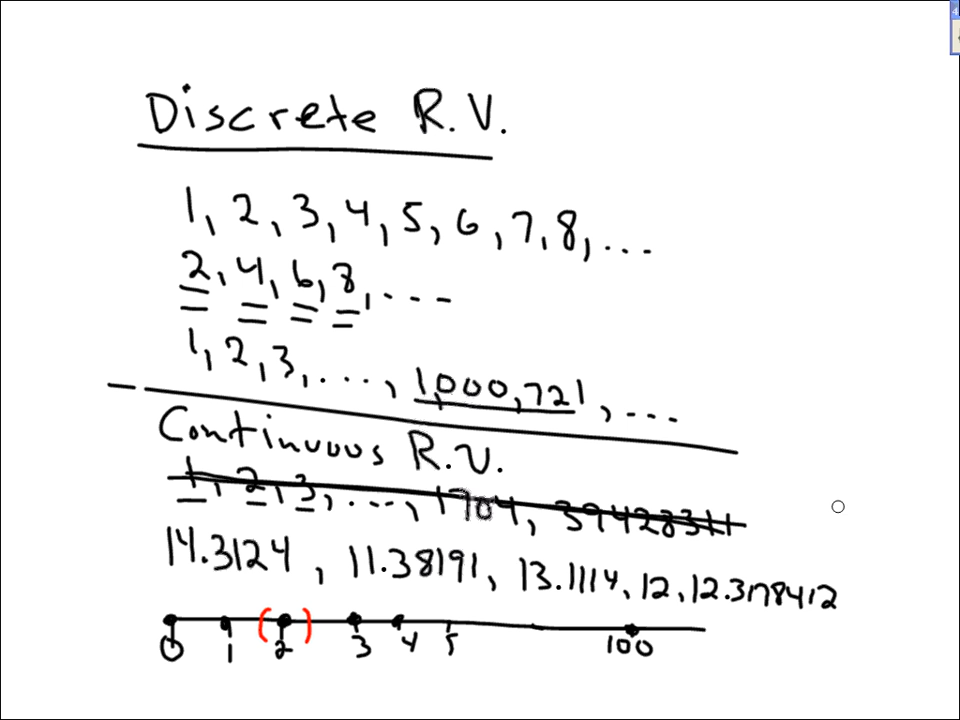 Discrete R.V.
1, 2, 3, 4, 5, 6, 7, 8, ...
2, 4, 6, 8, ...
1, 2, 3, ..., 1,000,721, ...
Continuous R.V.
1, 2, 3, ..., 1704, 39428311
14.3124, 11.38191, 13.1114, 12, 12.3178412
0 1 (2) 3 4 5 100